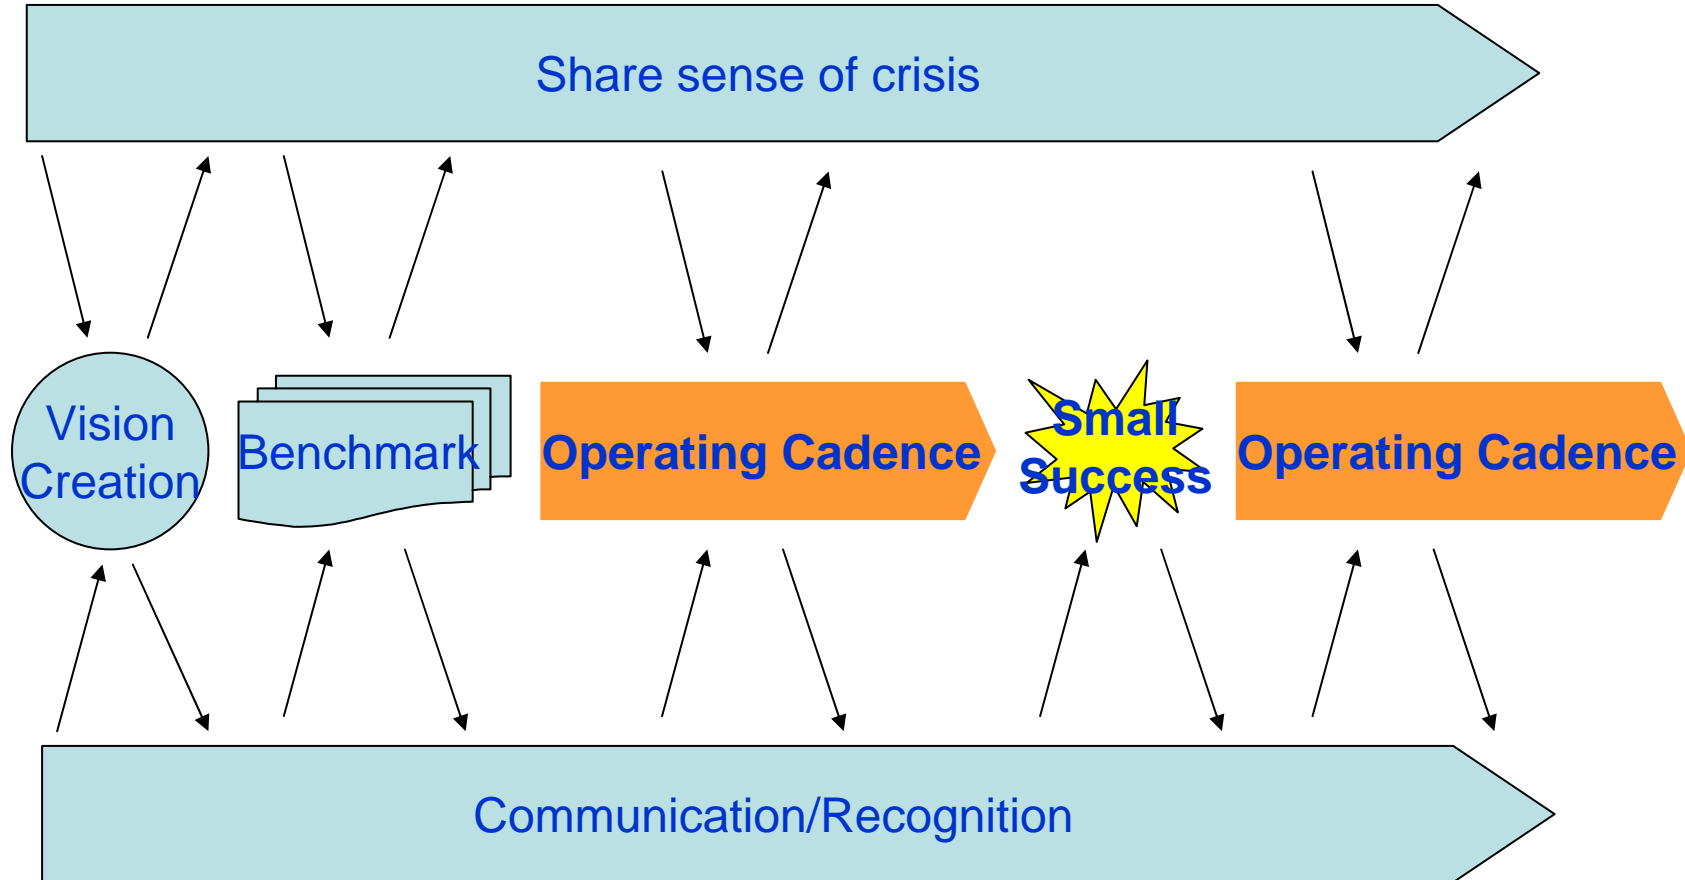 Share sense of crisis
Vision
Creation
Benchmark
Operating Cadence
Small
Success
Operating Cadence
Communication/Recognition